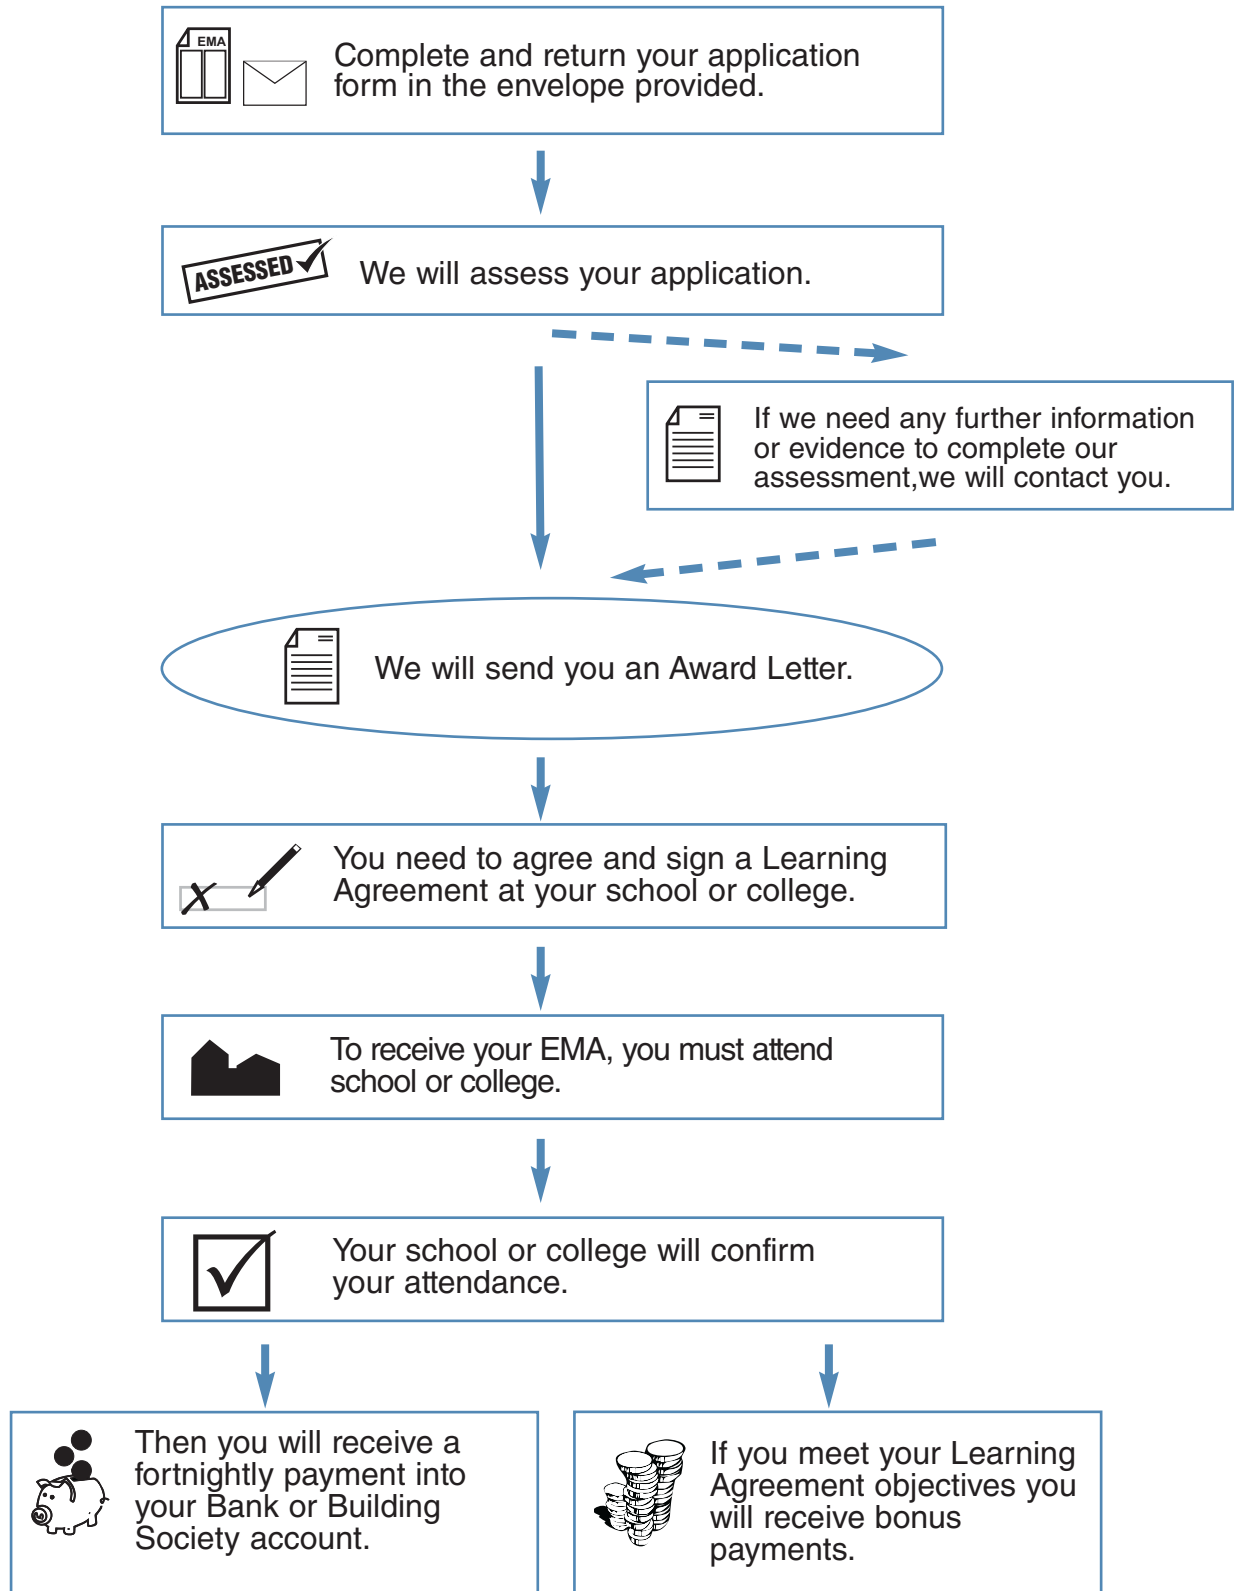 EMA
Complete and return your application
form in the envelope provided.
ASSESSED
We will assess your application.
If we need any further information
or evidence to complete our
assessment,we will contact you.
We will send you an Award Letter.
You need to agree and sign a Learning
Agreement at your school or college.
To receive your EMA, you must attend
school or college.
Your school or college will confirm
your attendance.
Then you will receive a
fortnightly payment into
your Bank or Building
Society account.
If you meet your Learning
Agreement objectives you
will receive bonus
payments.